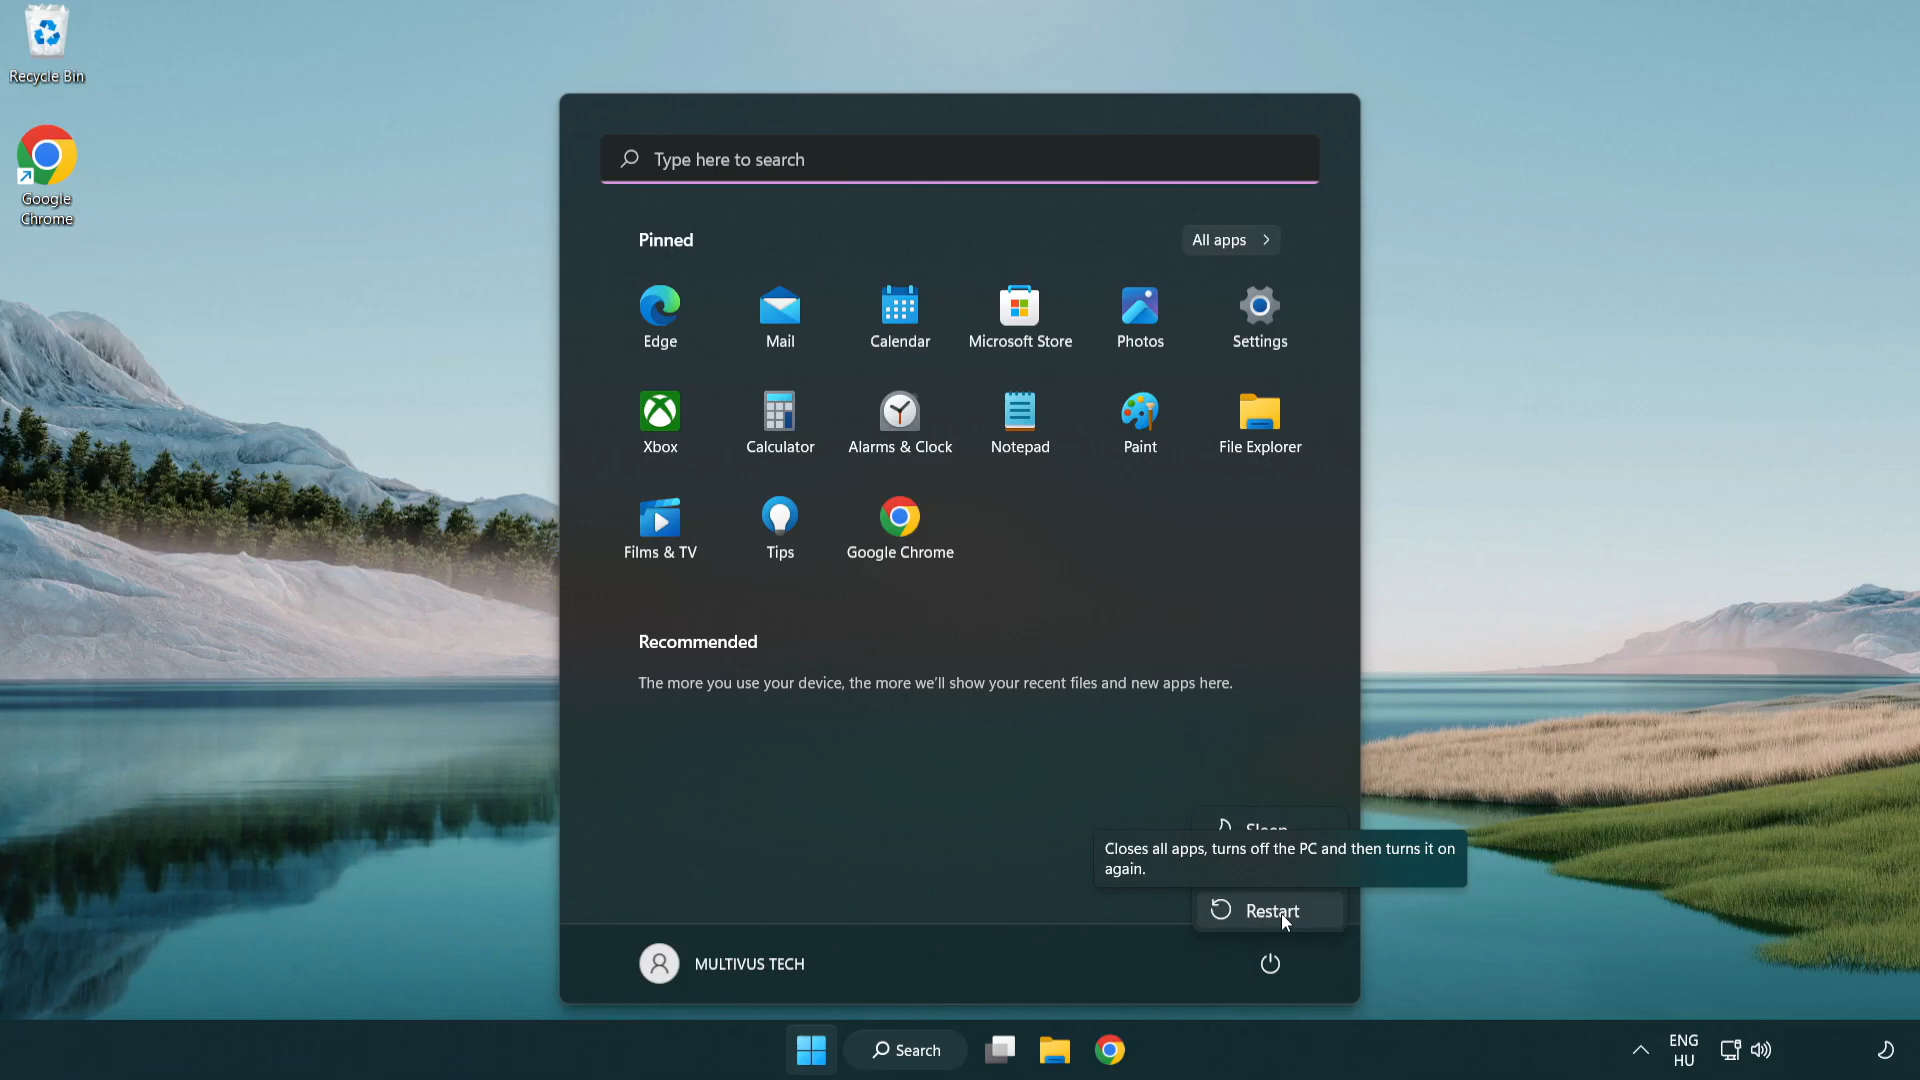 Recycle Bin
Google
Chrome
Type here to search
Pinned
All apps
Edge
Mail
Calendar
Microsoft Store
Photos
Settings
Xbox
Calculator
Alarms & Clock
Notepad
Paint
File Explorer
Films & TV
Tips
Google Chrome
Recommended
The more you use your device, the more we'll show your recent files and new apps here.
Sleep
Closes all apps, turns off the PC and then turns it on
again.
Restart
MULTIVUS TECH
Search
ENG
HU